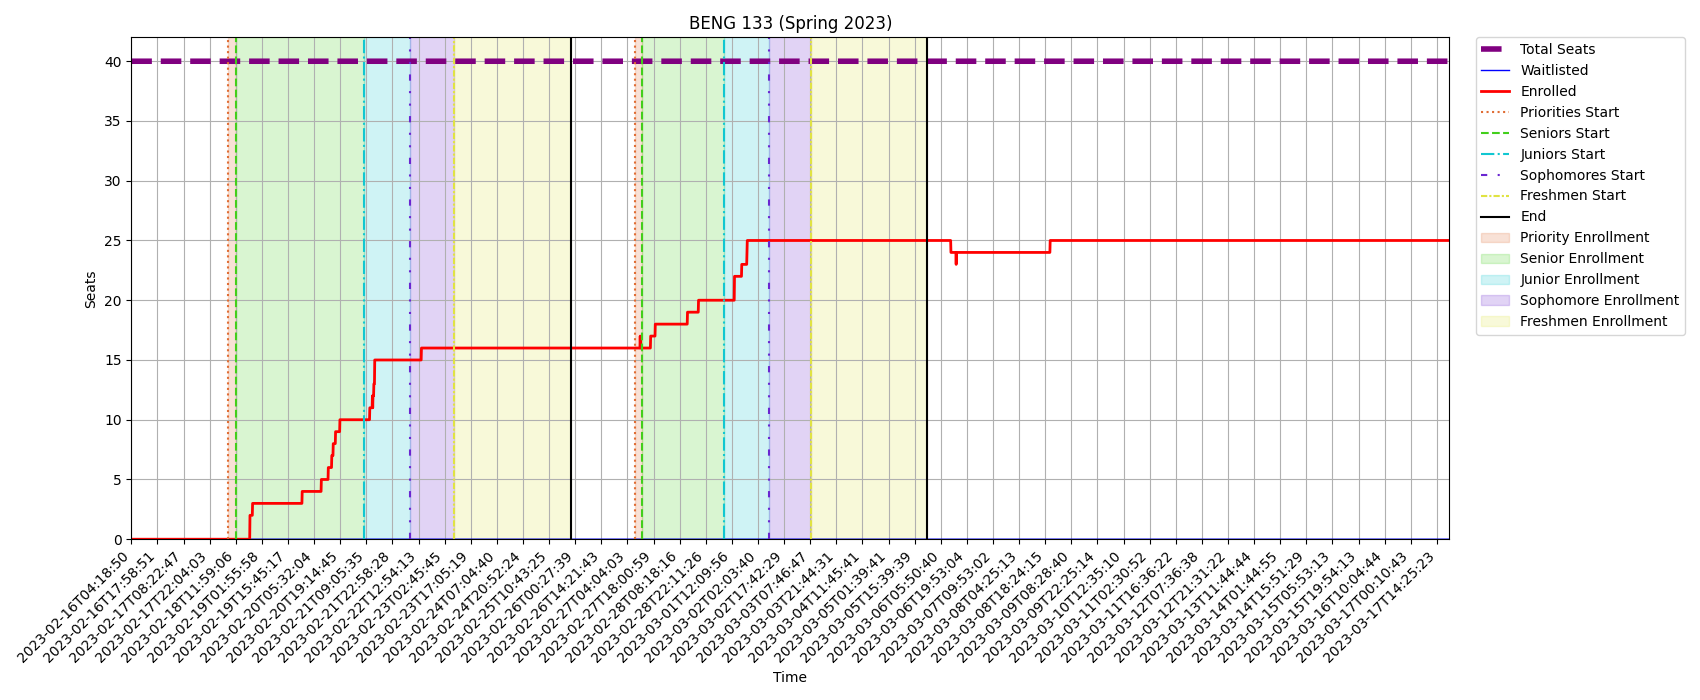 BENG 133 (Spring 2023)
Seats
40
35
30
25
20
15
10
5
0
2023-02-16T04:18:50
2023-02-16T17:58:51
2023-02-17T08:22:47
2023-02-17T22:04:03
2023-02-18T11:59:06
2023-02-19T01:55:58
2023-02-19T15:45:17
2023-02-20T05:32:04
2023-02-20T19:14:45
2023-02-21T09:05:35
2023-02-21T22:58:28
2023-02-22T12:54:13
2023-02-23T02:45:45
2023-02-23T17:05:19
2023-02-24T07:04:40
2023-02-24T20:52:24
2023-02-25T10:43:25
2023-02-26T00:27:39
2023-02-26T14:21:43
2023-02-27T04:04:03
2023-02-27T18:00:59
2023-02-28T08:18:16
2023-02-28T22:11:26
2023-03-01T12:09:56
2023-03-02T02:03:40
2023-03-02T17:42:29
2023-03-03T07:46:47
2023-03-03T21:44:31
2023-03-04T11:45:41
2023-03-05T01:39:41
2023-03-05T15:39:39
2023-03-06T05:50:40
2023-03-06T19:53:04
2023-03-07T09:53:02
2023-03-08T04:25:13
2023-03-08T18:24:15
2023-03-09T08:28:40
2023-03-09T22:25:14
2023-03-10T12:35:10
2023-03-11T02:30:52
2023-03-11T16:36:22
2023-03-12T07:36:38
2023-03-12T21:31:22
2023-03-13T11:44:44
2023-03-14T01:44:55
2023-03-14T15:51:29
2023-03-15T05:53:13
2023-03-15T19:54:13
2023-03-16T10:04:44
2023-03-17T00:10:43
2023-03-17T14:25:23
Time
Total Seats
Waitlisted
Enrolled
Priorities Start
Seniors Start
Juniors Start
Sophomores Start
Freshmen Start
End
Priority Enrollment
Senior Enrollment
Junior Enrollment
Sophomore Enrollment
Freshmen Enrollment